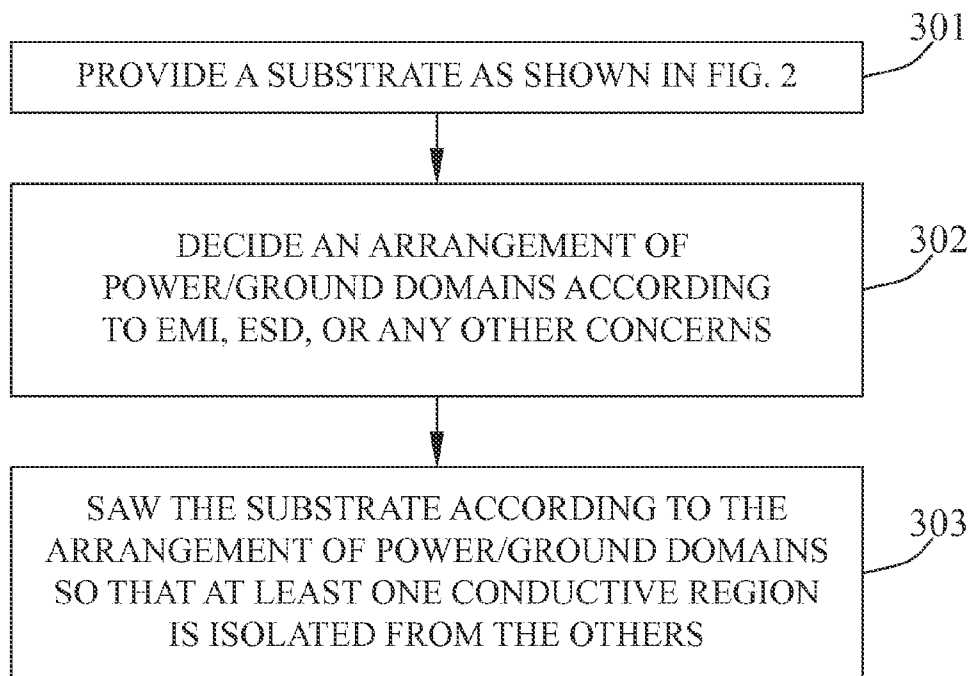 301
PROVIDE A SUBSTRATE AS SHOWN IN FIG. 2
302
DECIDE AN ARRANGEMENT OF
POWER/GROUND DOMAINS ACCORDING
TO EMI, ESD, OR ANY OTHER CONCERNS
303
SAW THE SUBSTRATE ACCORDING TO THE
ARRANGEMENT OF POWER/GROUND DOMAINS
SO THAT AT LEAST ONE CONDUCTIVE REGION
IS ISOLATED FROM THE OTHERS